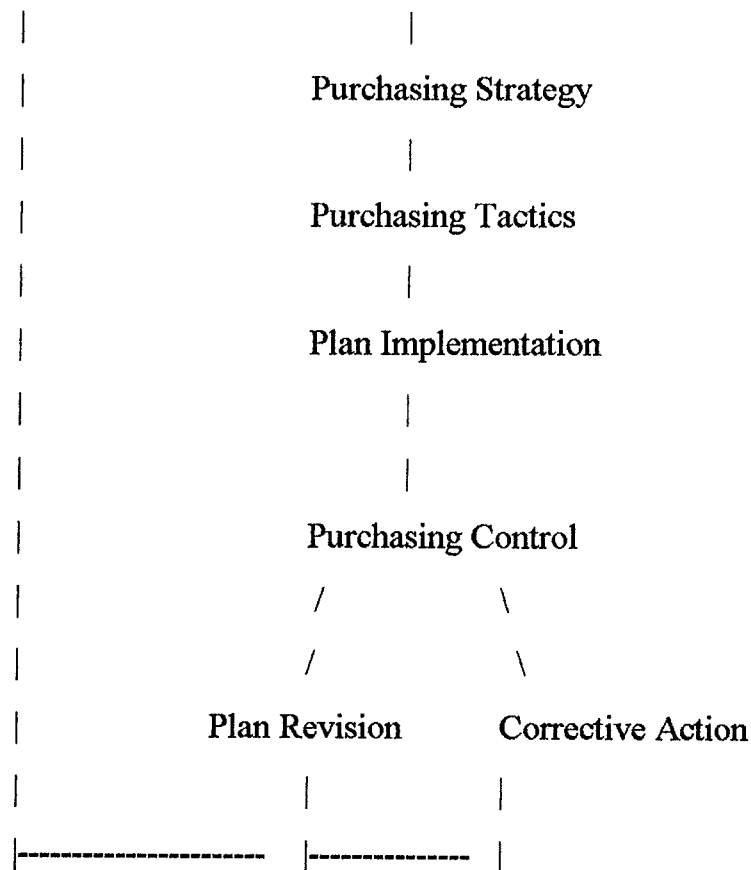 Purchasing Strategy
Purchasing Tactics
Plan Implementation
Purchasing Control
Plan Revision Corrective Action